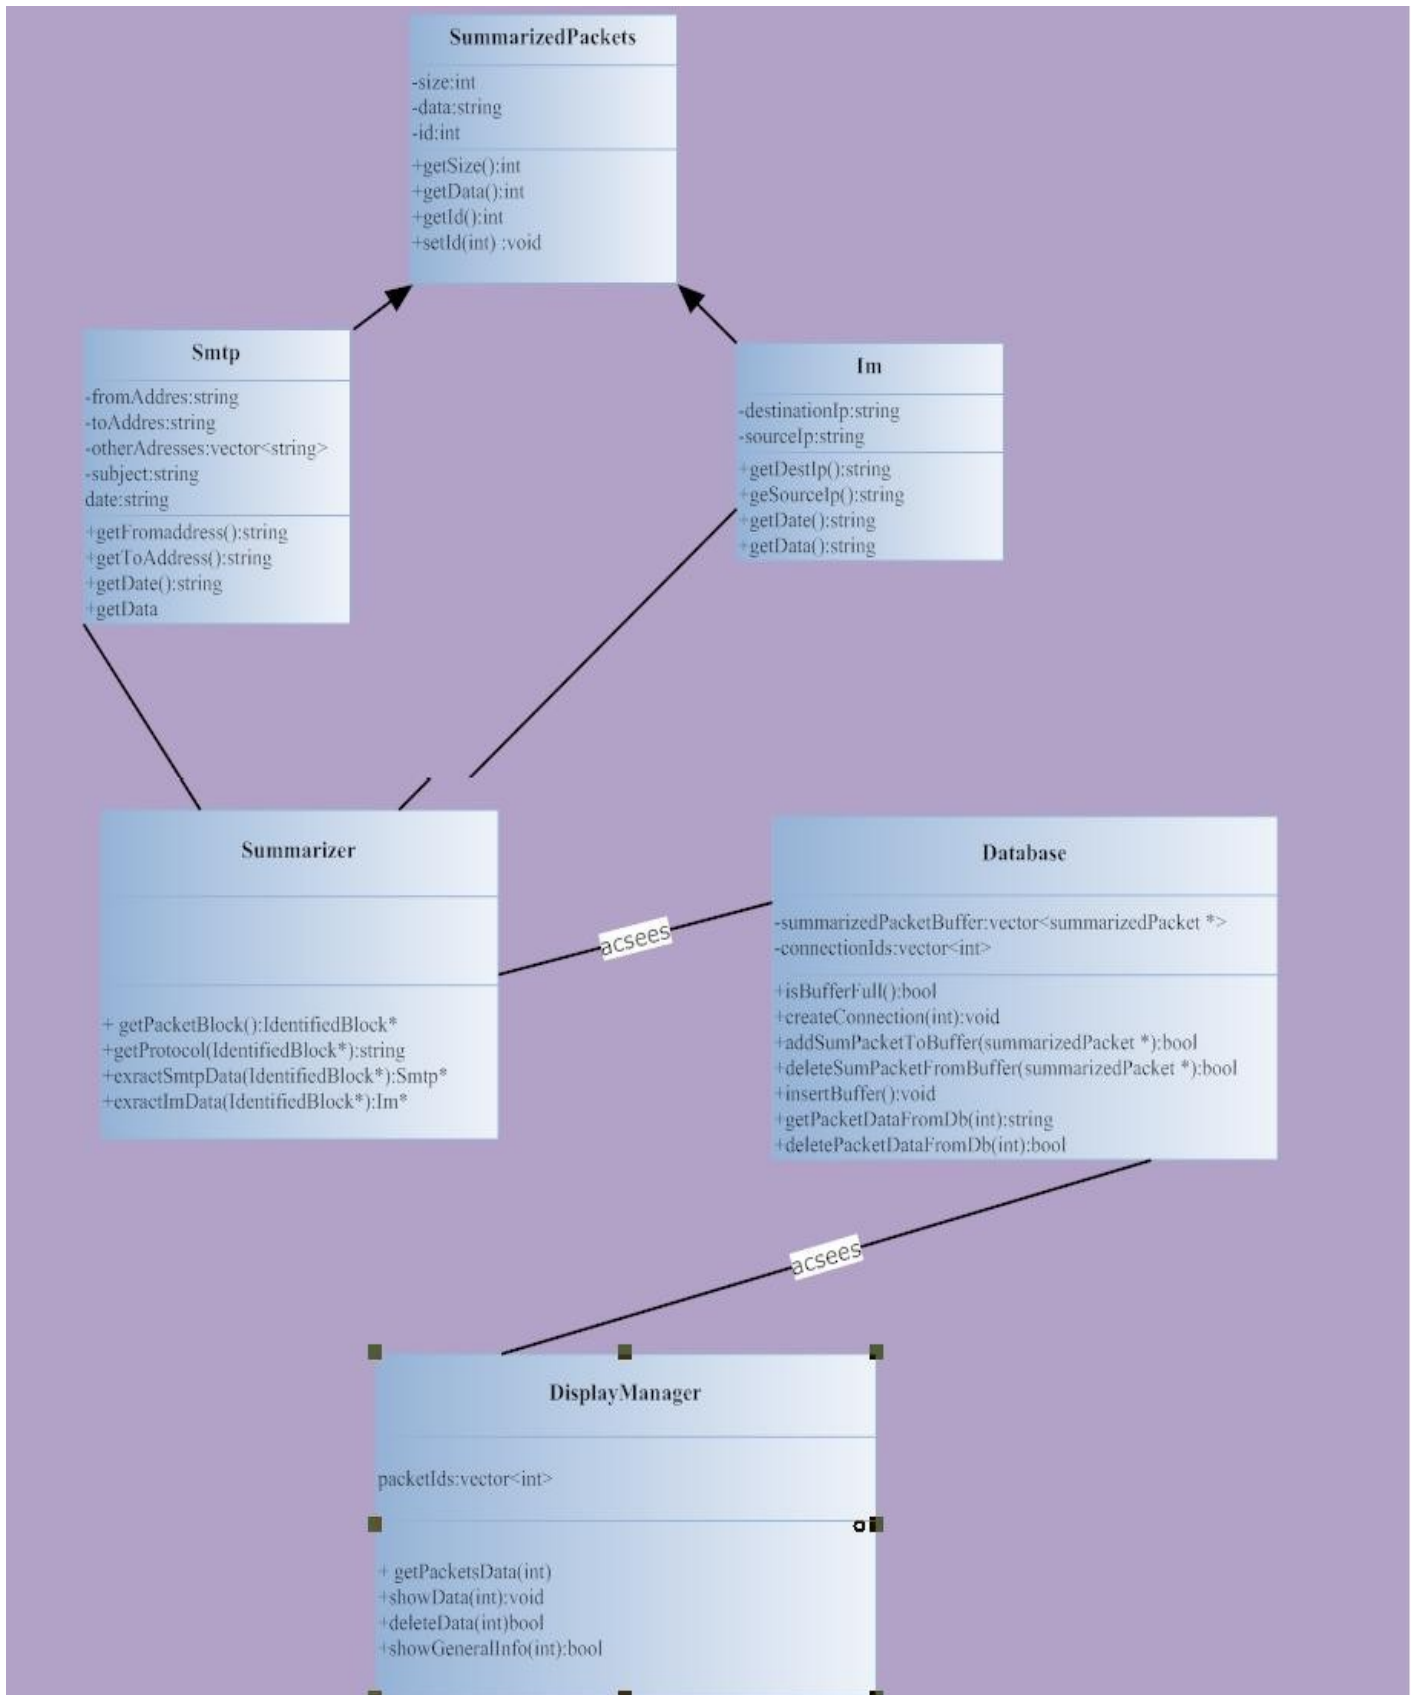 SummarizedPackets
-size:int
-data:string
-id:int
+getSize():int
+getData():int
+getId():int
+setId(int) :void
Smtp
-fromAddres:string
-toAddres:string
-otherAdresses:vector<string>
-subject:string
date:string
+getFromaddress():string
+getToAddress():string
+getDate():string
+getData
Im
-destinationIp:string
-sourceIp:string
+getDestIp():string
+geSourceIp():string
+getDate():string
+getData():string
Summarizer
+ getPacketBlock():IdentifiedBlock*
+getProtocol(IdentifiedBlock*):string
+exractSmtpData(IdentifiedBlock*):Smtp*
+exractImData(IdentifiedBlock*):Im*
acsees
Database
-summarizedPacketBuffer:vector<summarizedPacket *>
-connectionIds:vector<int>
+isBufferFull():bool
+createConnection(int):void
+addSumPacketToBuffer(summarizedPacket *):bool
+deleteSumPacketFromBuffer(summarizedPacket *):bool
+insertBuffer():void
+getPacketDataFromDb(int):string
+deletePacketDataFromDb(int):bool
acsees
DisplayManager
packetIds:vector<int>
+ getPacketsData(int)
+showData(int):void
+deleteData(int)bool
+showGeneralInfo(int):bool